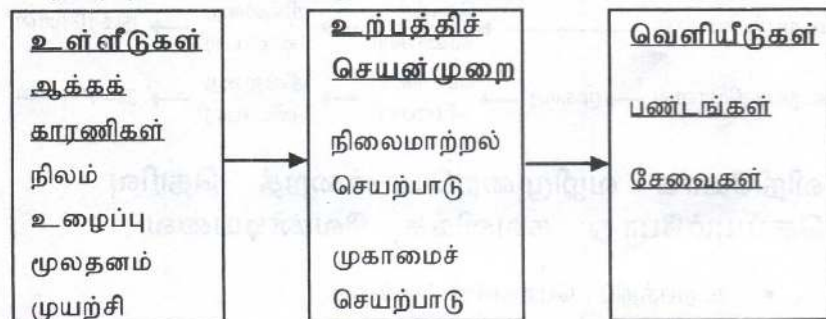 உள்ளீடுகள்
ஆக்கக்
காரணிகள்
நிலம்
உழைப்பு
மூலதனம்
முயற்சி
உற்பத்திச்
செயன்முறை
நிலைமாற்றல்
செயற்பாடு
முகாமைச்
செயற்பாடு
வெளியீடுகள்
பண்டங்கள்
சேவைகள்